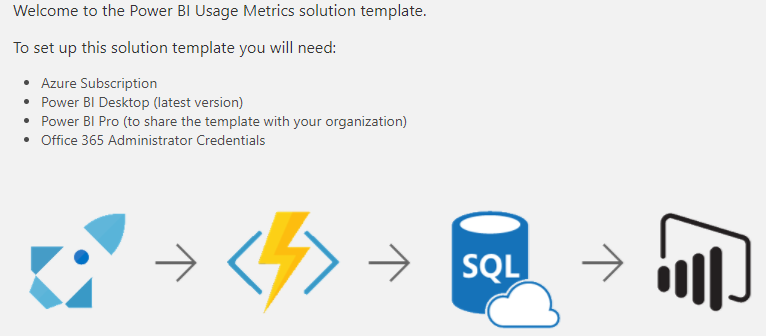 Welcome to the Power BI Usage Metrics solution template.
To set up this solution template you will need:
Azure Subscription
Power BI Desktop (latest version)
Power BI Pro (to share the template with your organization)
Office 365 Administrator Credentials
SQL